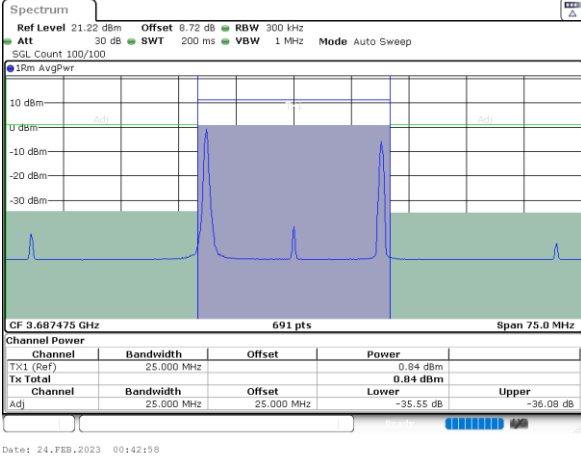 Spectrum
Ref Level 21.22 dBm Offset 8.72 dB RBW 300 kHz
Att 30 dB SWT 200 ms VBW 1 MHz Mode Auto Sweep
SGL Count 100/100
1Rm AvgPwr
10 dBm
Adj Adj
0 dBm
-10 dBm
-20 dBm
-30 dBm
CF 3.687475 GHz 691 pts Span 75.0 MHz
Channel Power
Channel Bandwidth Offset Power
TX1 (Ref) 25.000 MHz 0.84 dBm
Tx Total 0.84 dBm
Channel Bandwidth Offset Lower Upper
Adj 25.000 MHz 25.000 MHz -35.55 dB -36.08 dB
Ready
Date: 24.FEB.2023 00:42:58